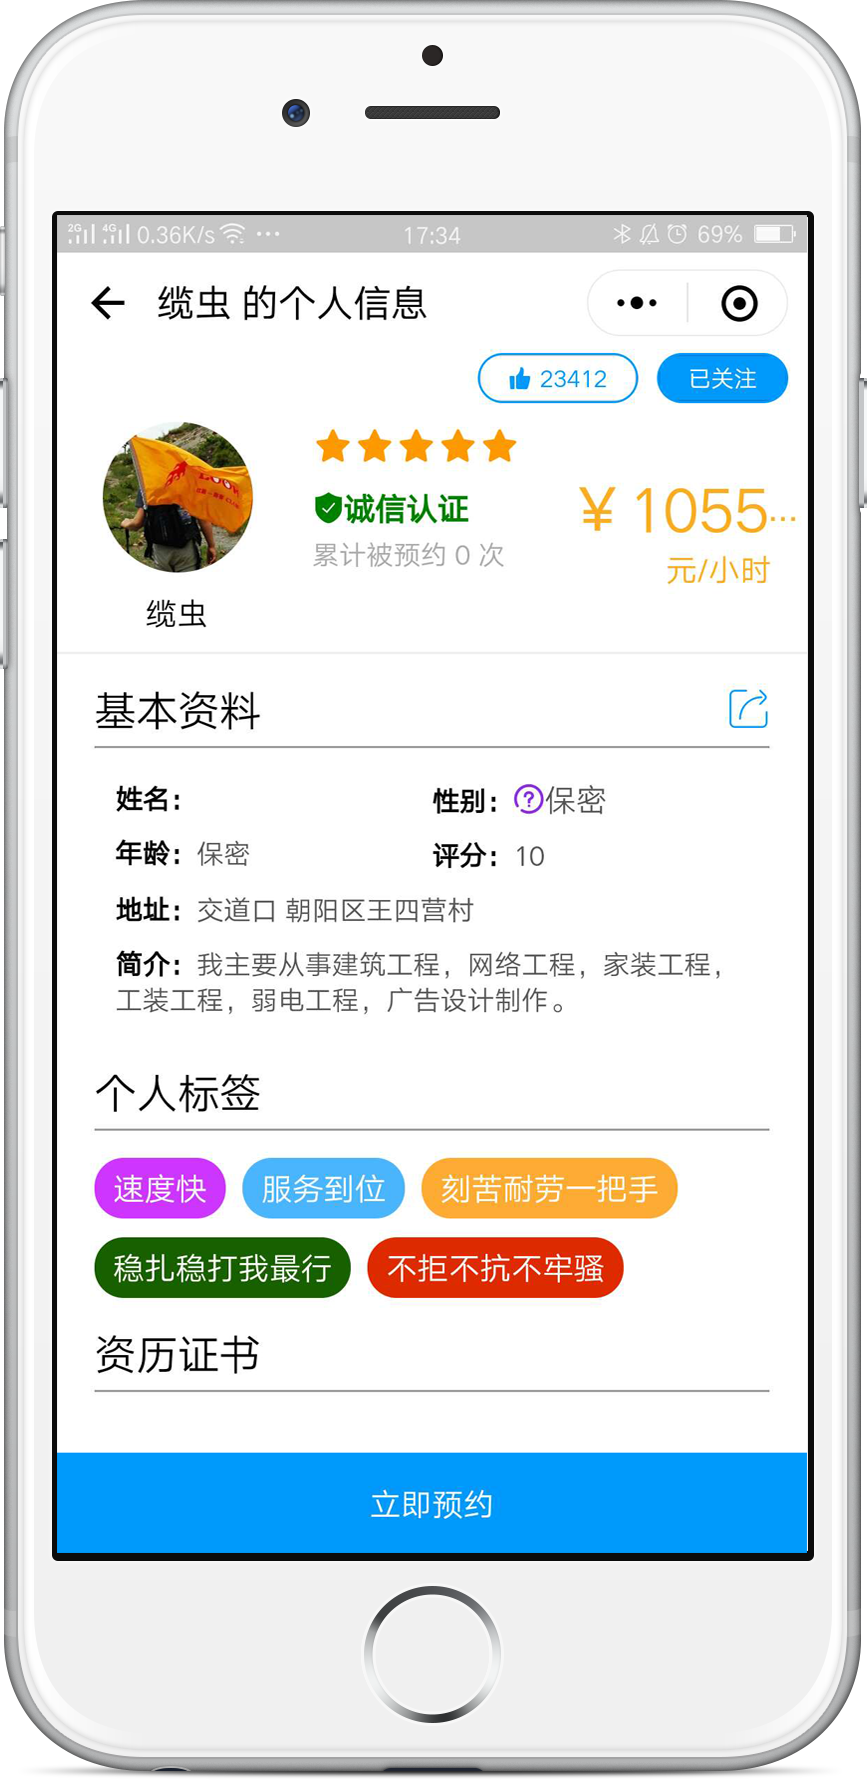 2G 4G 0.36K/s ··· 17:34 69%
缆虫 的个人信息
23412 已关注
诚信认证
¥ 1055...
累计被预约 0 次
元/小时
缆虫
基本资料
姓名： 性别： 保密
年龄： 保密 评分： 10
地址： 交道口 朝阳区王四营村
简介： 我主要从事建筑工程，网络工程，家装工程，
工装工程，弱电工程，广告设计制作。
个人标签
速度快 服务到位 刻苦耐劳一把手
稳扎稳打我最行 不拒不抗不牢骚
资历证书
立即预约